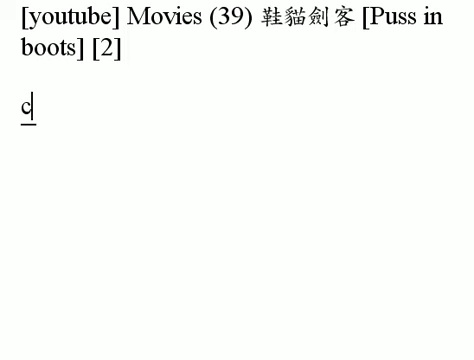 [youtube] Movies (39) 鞋貓劍客 [Puss in
boots] [2]
c